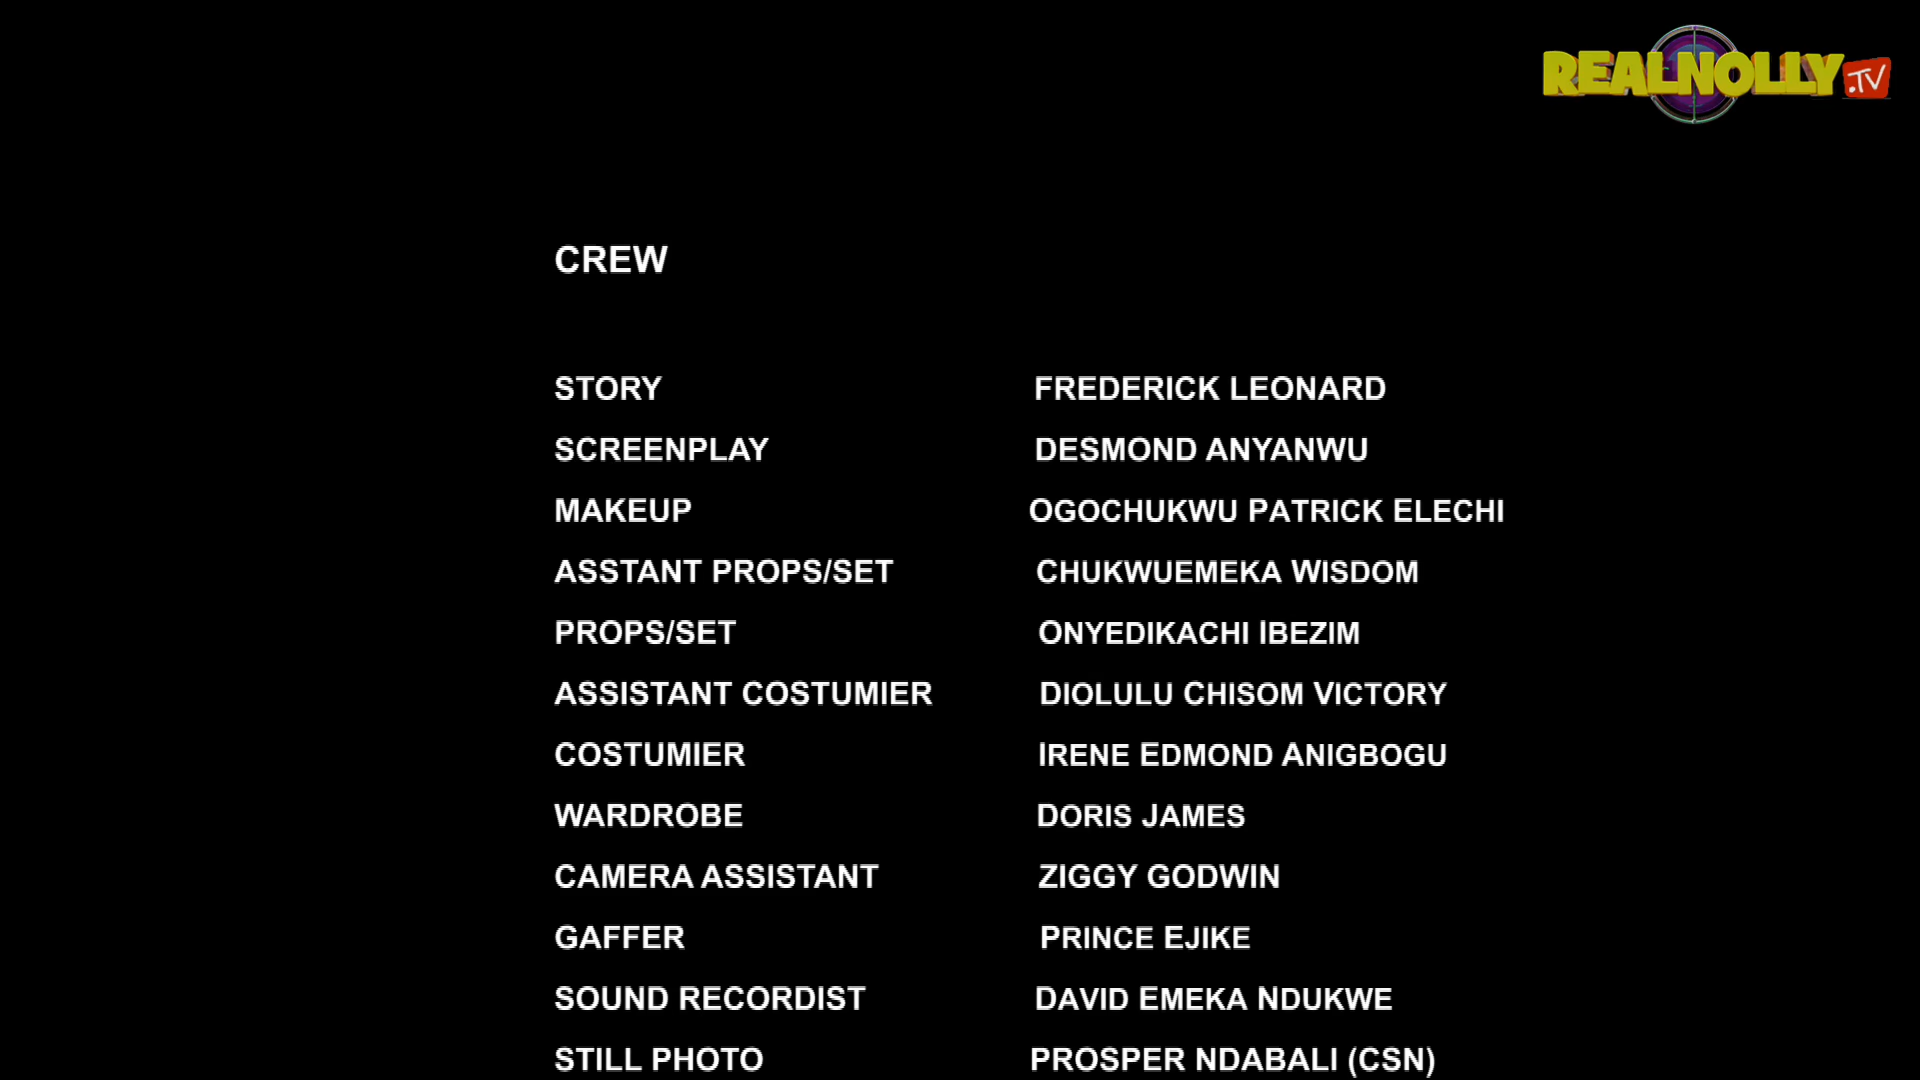 REALNOLLY.TV
CREW
STORY FREDERICK LEONARD
SCREENPLAY DESMOND ANYANWU
MAKEUP OGOCHUKWU PATRICK ELECHI
ASSTANT PROPS/SET CHUKWUEMEKA WISDOM
PROPS/SET ONYEDIKACHI IBEZIM
ASSISTANT COSTUMIER DIOLULU CHISOM VICTORY
COSTUMIER IRENE EDMOND ANIGBOGU
WARDROBE DORIS JAMES
CAMERA ASSISTANT ZIGGY GODWIN
GAFFER PRINCE EJIKE
SOUND RECORDIST DAVID EMEKA NDUKWE
STILL PHOTO PROSPER NDABALI (CSN)